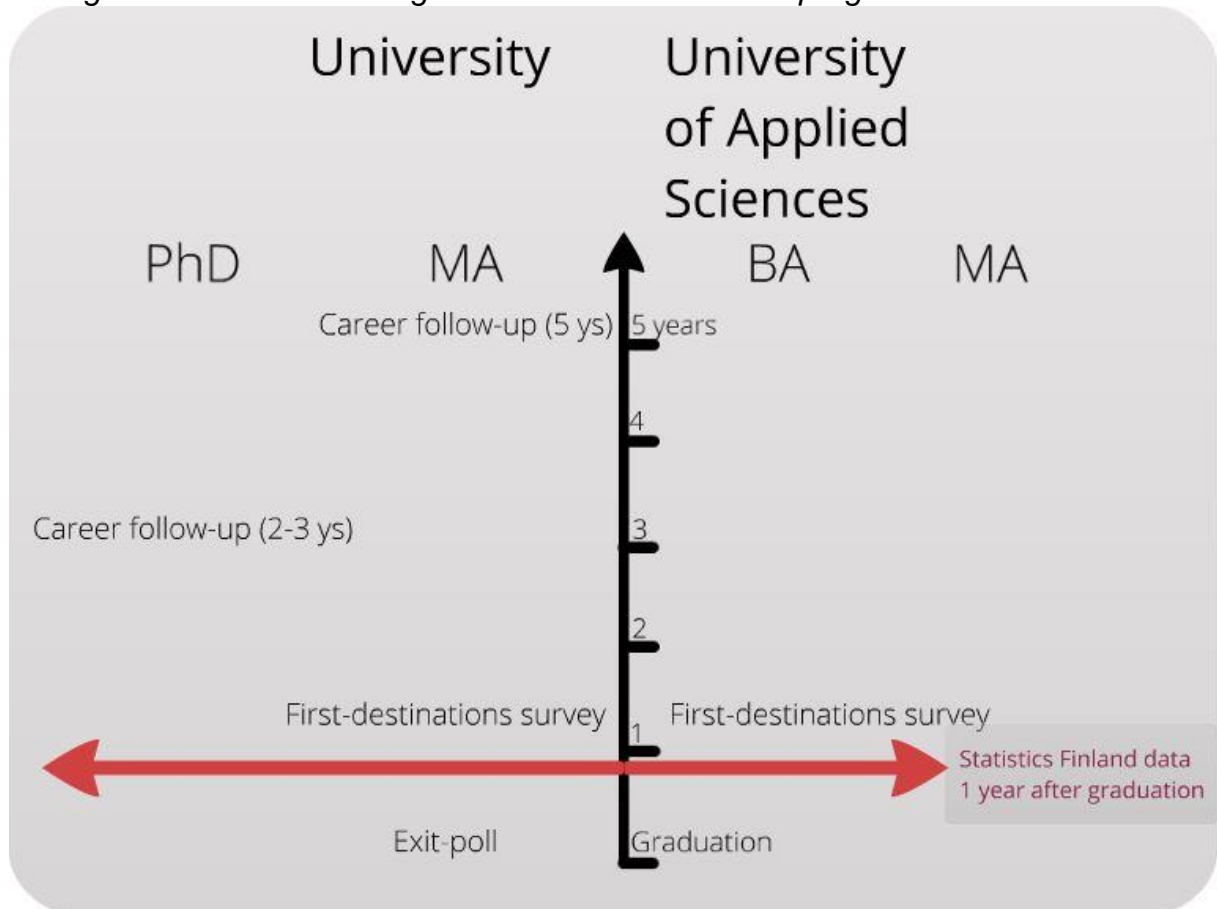 University
University
of Applied
Sciences
PhD
MA
BA
MA
Career follow-up (5 ys)
5 years
4
Career follow-up (2-3 ys)
3
2
First-destinations survey
1
First-destinations survey
Statistics Finland data
1 year after graduation
Exit-poll
Graduation